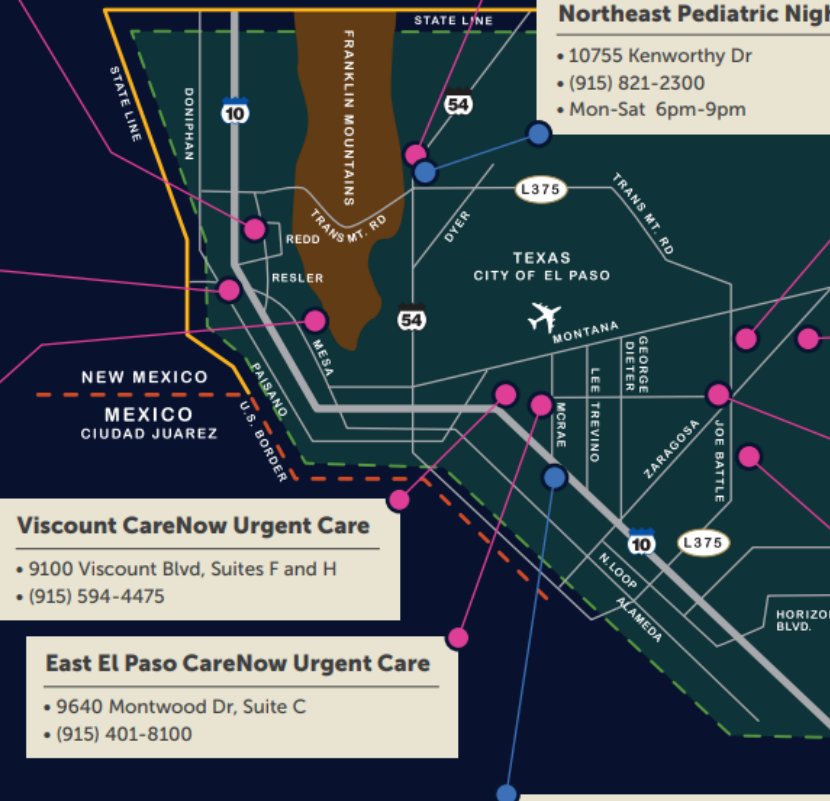 Northeast Pediatric Nigh
• 10755 Kenworthy Dr
• (915) 821-2300
• Mon-Sat 6pm-9pm
STATE LINE
STATE LINE
DONIPHAN
10
FRANKLIN MOUNTAINS
54
L375
TRANS MT. RD
TRANS MT. RD
DYER
REDD
RESLER
TEXAS
CITY OF EL PASO
54
MONTANA
MESA
GEORGE
DIETER
LEE TREVINO
MCRAE
PAISANO
NEW MEXICO
MEXICO
CIUDAD JUAREZ
U.S. BORDER
ZARAGOSA
JOE BATTLE
10
L375
N.LOOP
ALAMEDA
HORIZO
BLVD.
Viscount CareNow Urgent Care
• 9100 Viscount Blvd, Suites F and H
• (915) 594-4475
East El Paso CareNow Urgent Care
• 9640 Montwood Dr, Suite C
• (915) 401-8100